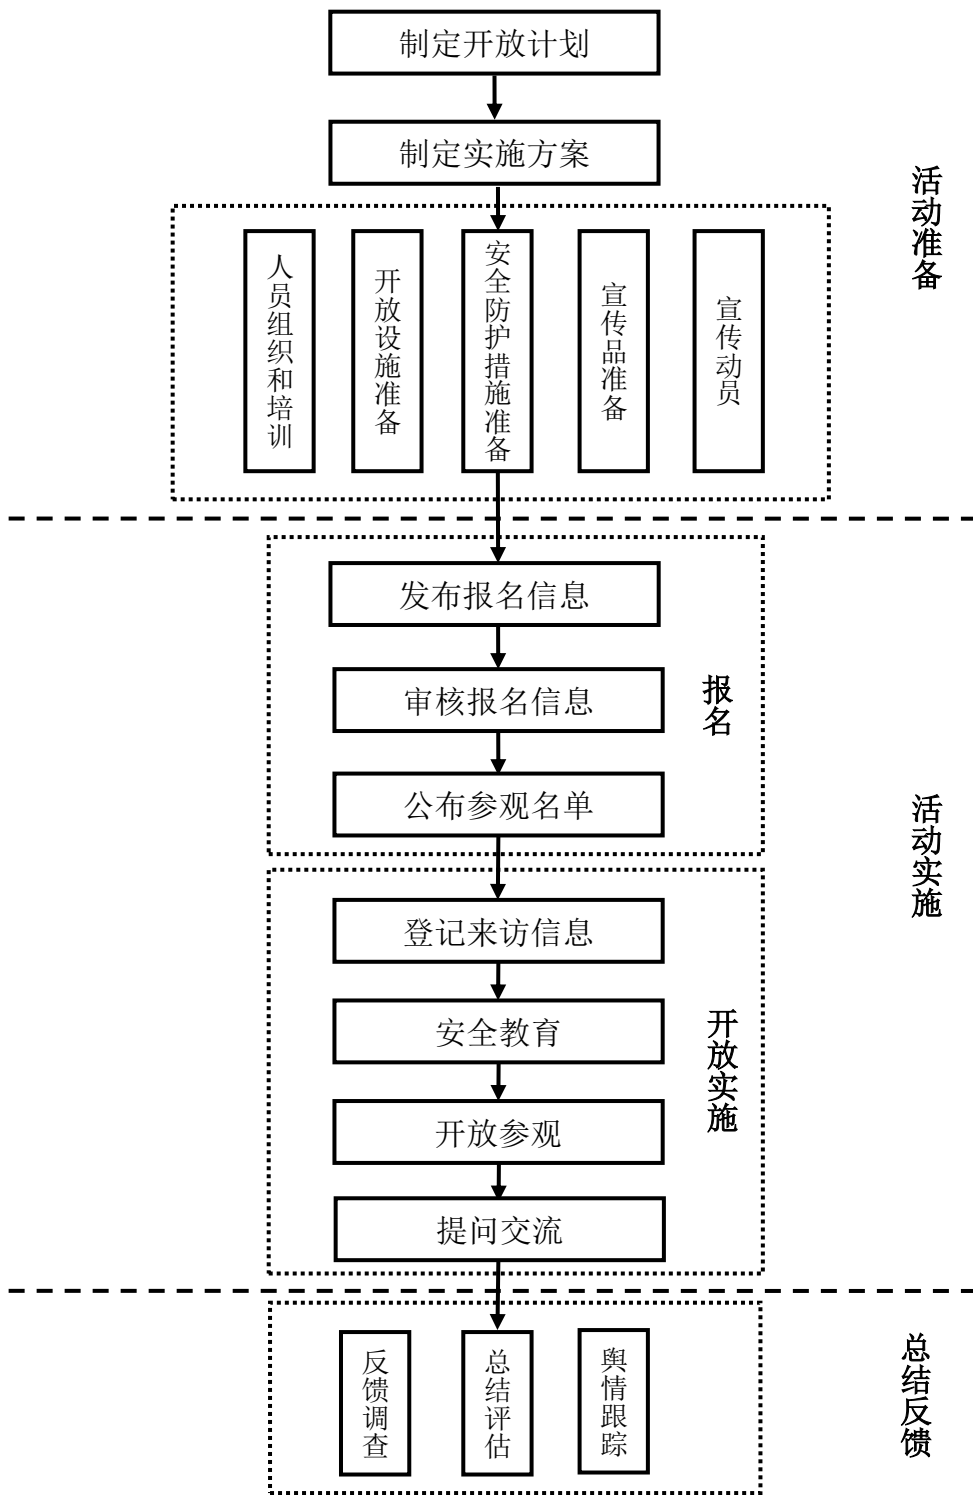 制定开放计划
制定实施方案
活动准备
人员组织和培训
开放设施准备
安全防护措施准备
宣传品准备
宣传动员
发布报名信息
审核报名信息
公布参观名单
报名
活动实施
登记来访信息
安全教育
开放参观
提问交流
开放实施
反馈调查
总结评估
舆情跟踪
总结反馈